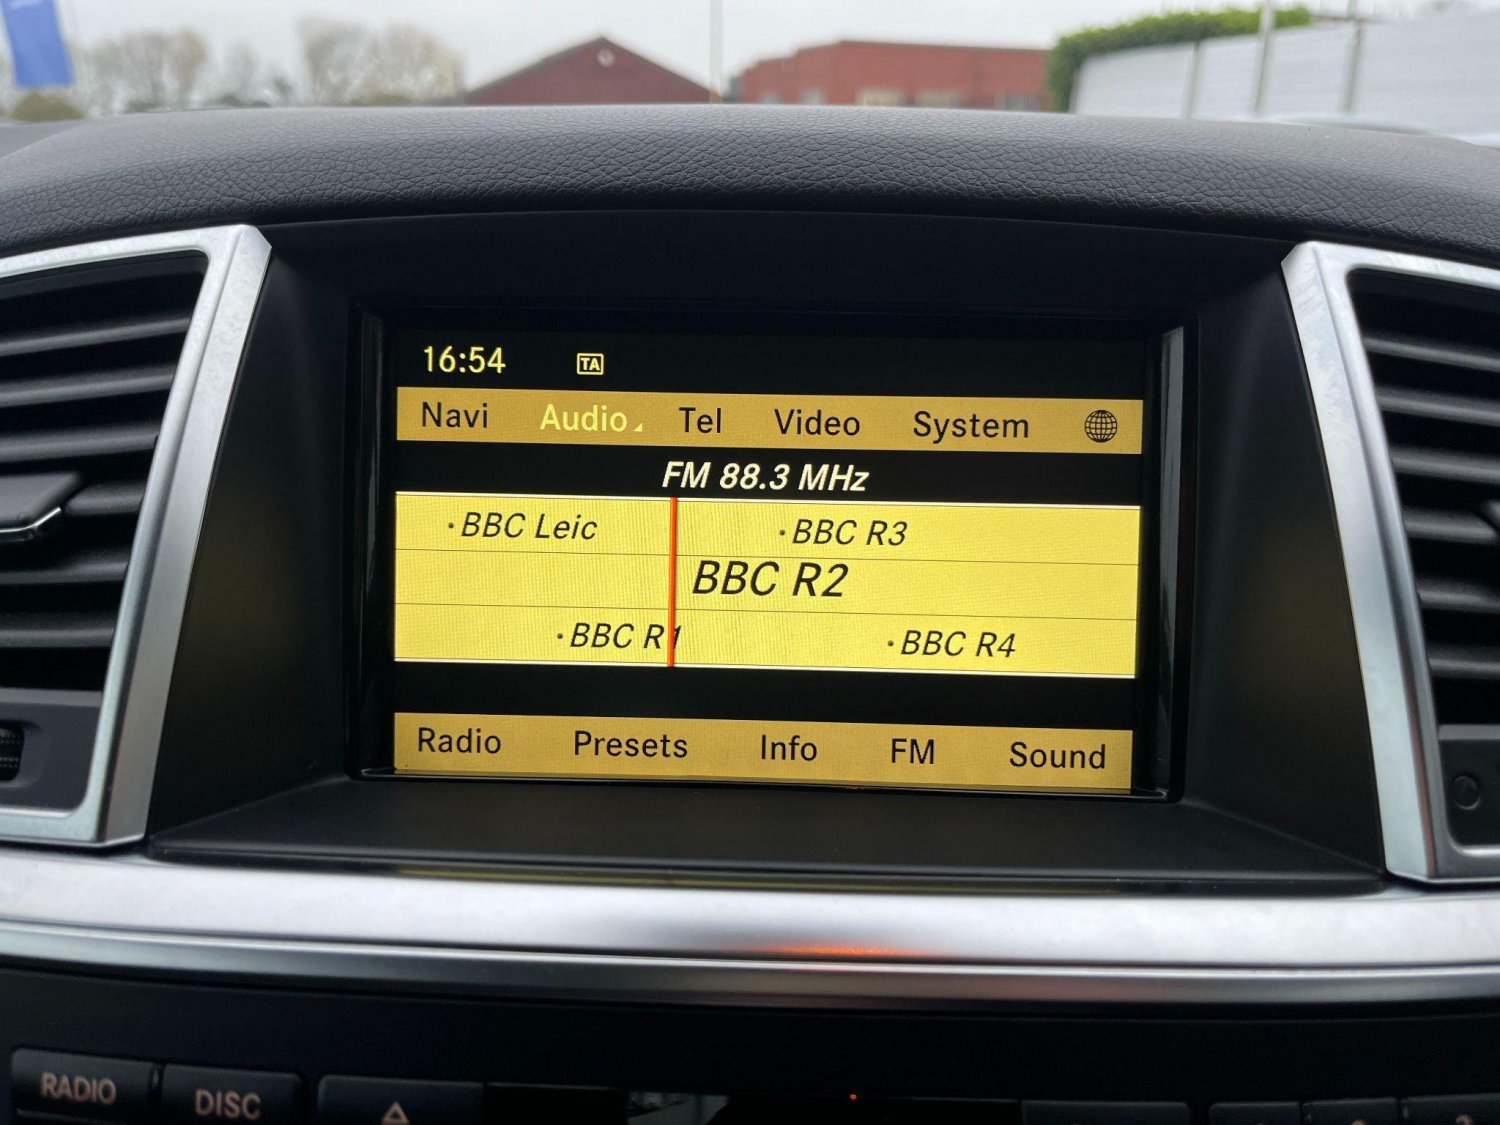 16:54 TA
Navi Audio Tel Video System
FM 88.3 MHz
·BBC Leic ·BBC R3
BBC R2
·BBC R1 ·BBC R4
Radio Presets Info FM Sound
RADIO DISC